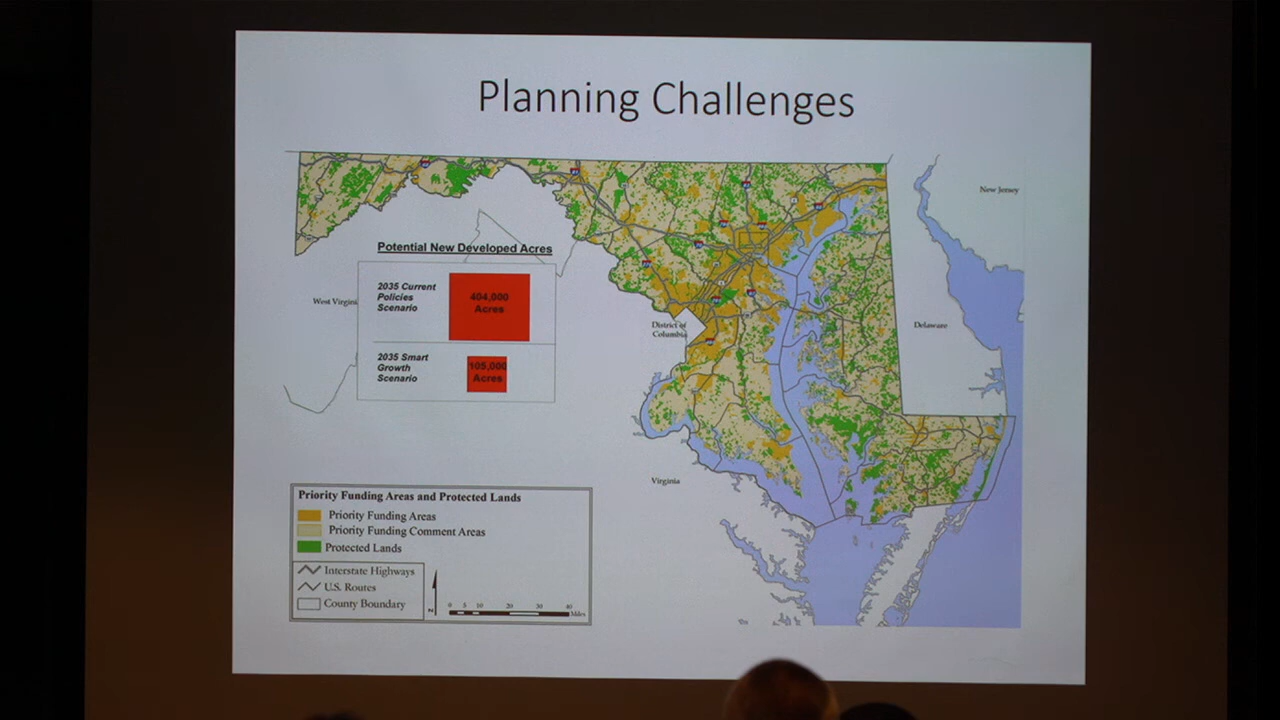 Planning Challenges
New Jersey
Potential New Developed Acres
2035 Current
Policies
Scenario
404,000
Acres
West Virgini
District of
Columbia
Delaware
2035 Smart
Growth
Scenario
105,000
Acres
Virginia
Priority Funding Areas and Protected Lands
Priority Funding Areas
Priority Funding Comment Areas
Protected Lands
Interstate Highways
U.S. Routes
County Boundary
N
0 5 10 20 30 40
Miles